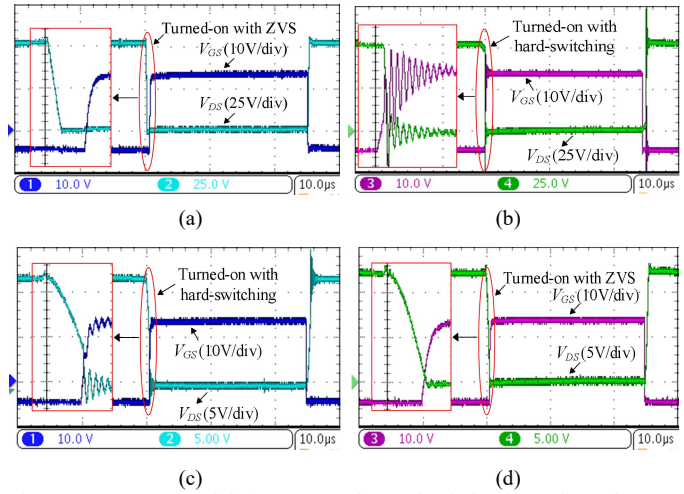 Turned-on with ZVS
V_GS(10V/div)
V_DS(25V/div)
1 10.0 V 2 25.0 V 10.0μs
(a)
Turned-on with
hard-switching
V_GS(10V/div)
V_DS(25V/div)
3 10.0 V 4 25.0 V 10.0μs
(b)
Turned-on with
hard-switching
V_GS(10V/div)
V_DS(5V/div)
1 10.0 V 2 5.00 V 10.0μs
(c)
Turned-on with ZVS
V_GS(10V/div)
V_DS(5V/div)
3 10.0 V 4 5.00 V 10.0μs
(d)